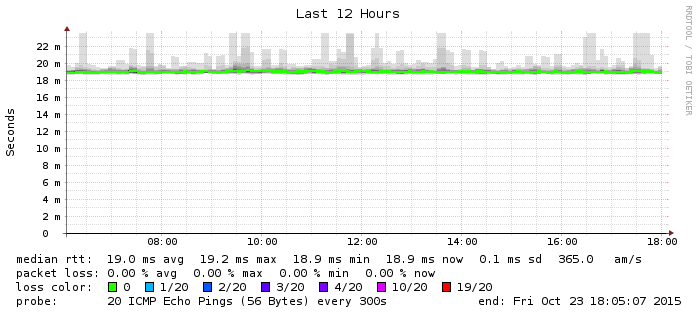 Last 12 Hours
RRDTOOL / TOBI OETIKER
Seconds
22 m
20 m
18 m
16 m
14 m
12 m
10 m
8 m
6 m
4 m
2 m
0
08:00 10:00 12:00 14:00 16:00 18:00
median rtt: 19.0 ms avg 19.2 ms max 18.9 ms min 18.9 ms now 0.1 ms sd 365.0 am/s
packet loss: 0.00 % avg 0.00 % max 0.00 % min 0.00 % now
loss color: 0 1/20 2/20 3/20 4/20 10/20 19/20
probe: 20 ICMP Echo Pings (56 Bytes) every 300s end: Fri Oct 23 18:05:07 2015